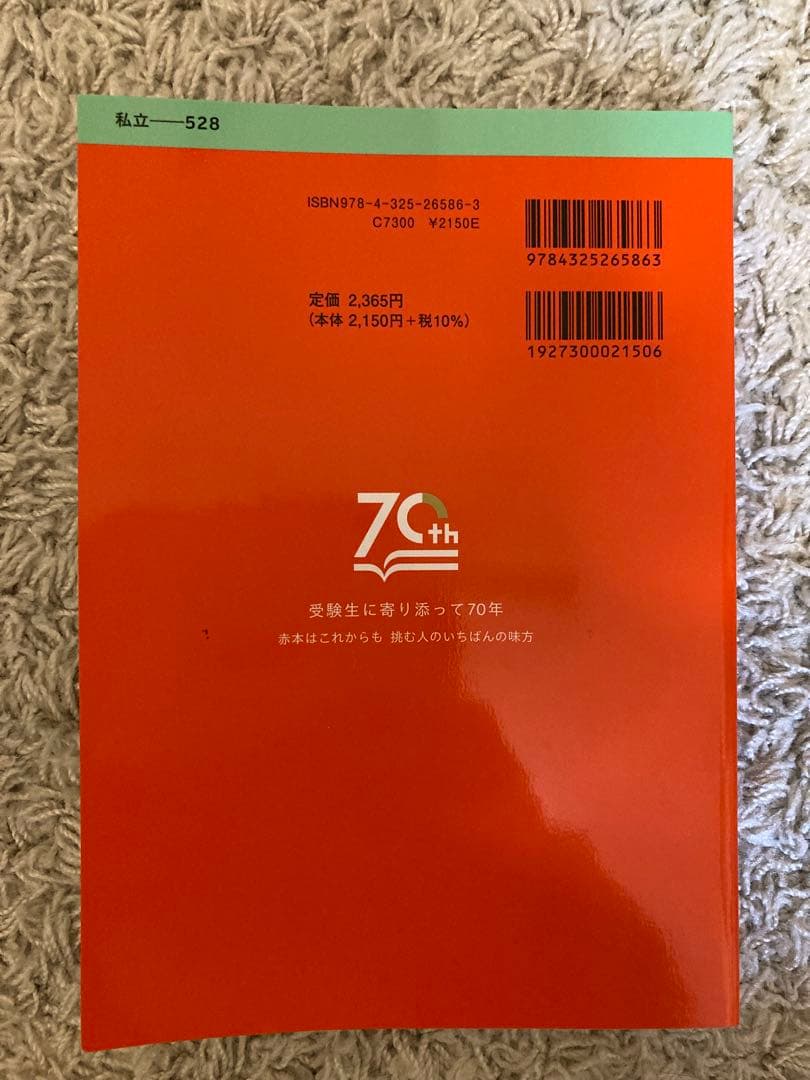 私立――528
ISBN978-4-325-26586-3
C7300 ¥2150E
9784325265863
定価 2,365円
(本体 2,150円+税10%)
1927300021506
70th
受験生に寄り添って70年
赤本はこれからも 挑む人のいちばんの味方